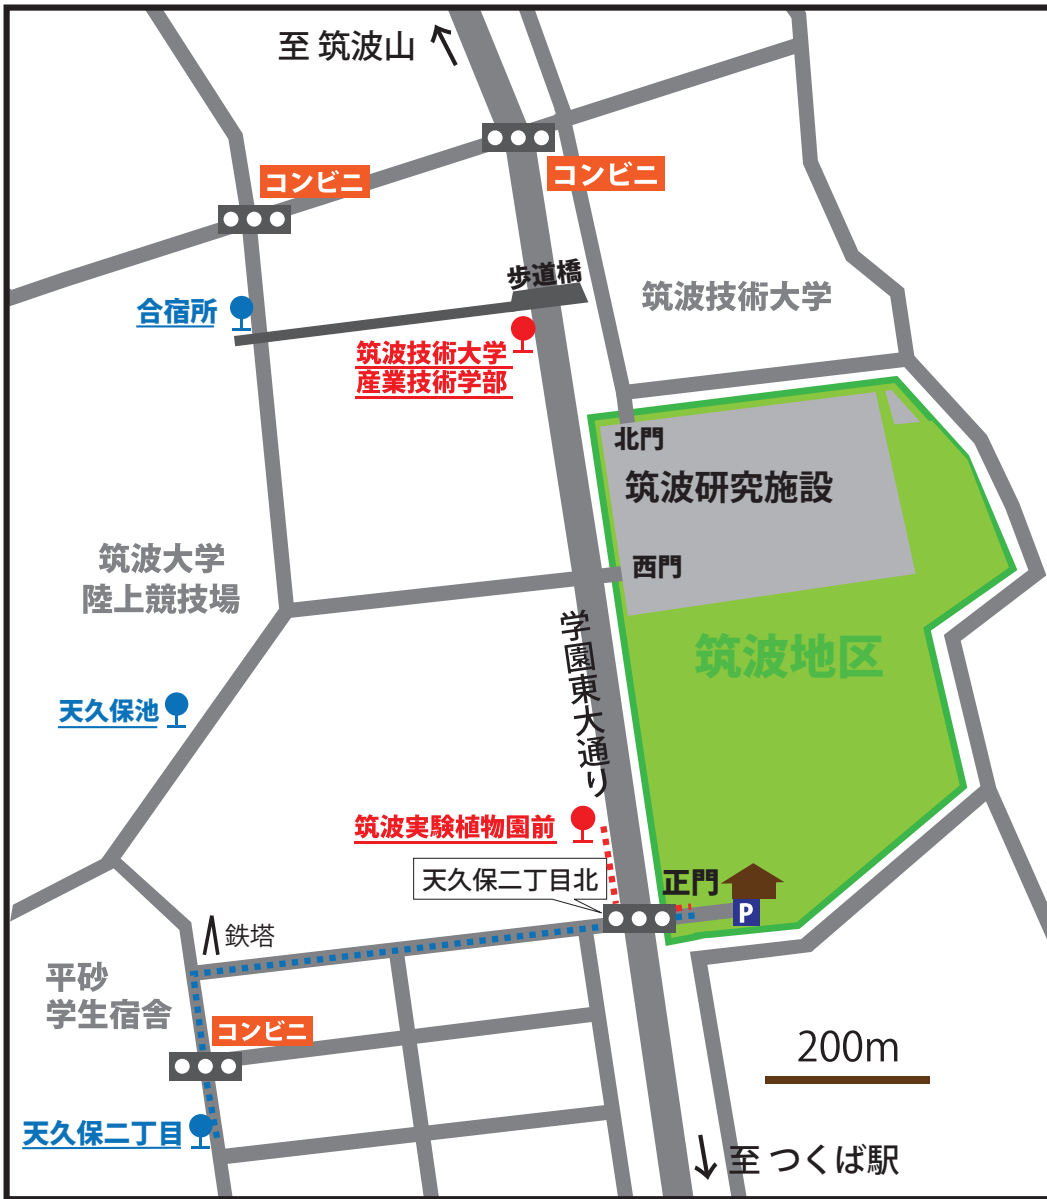 至 筑波山
コンビニ
コンビニ
歩道橋
合宿所
筑波技術大学
筑波技術大学
産業技術学部
北門
筑波研究施設
西門
筑波大学
陸上競技場
学園東大通り
筑波地区
天久保池
筑波実験植物園前
天久保二丁目北
正門
P
鉄塔
平砂
学生宿舎
コンビニ
200m
天久保二丁目
至 つくば駅